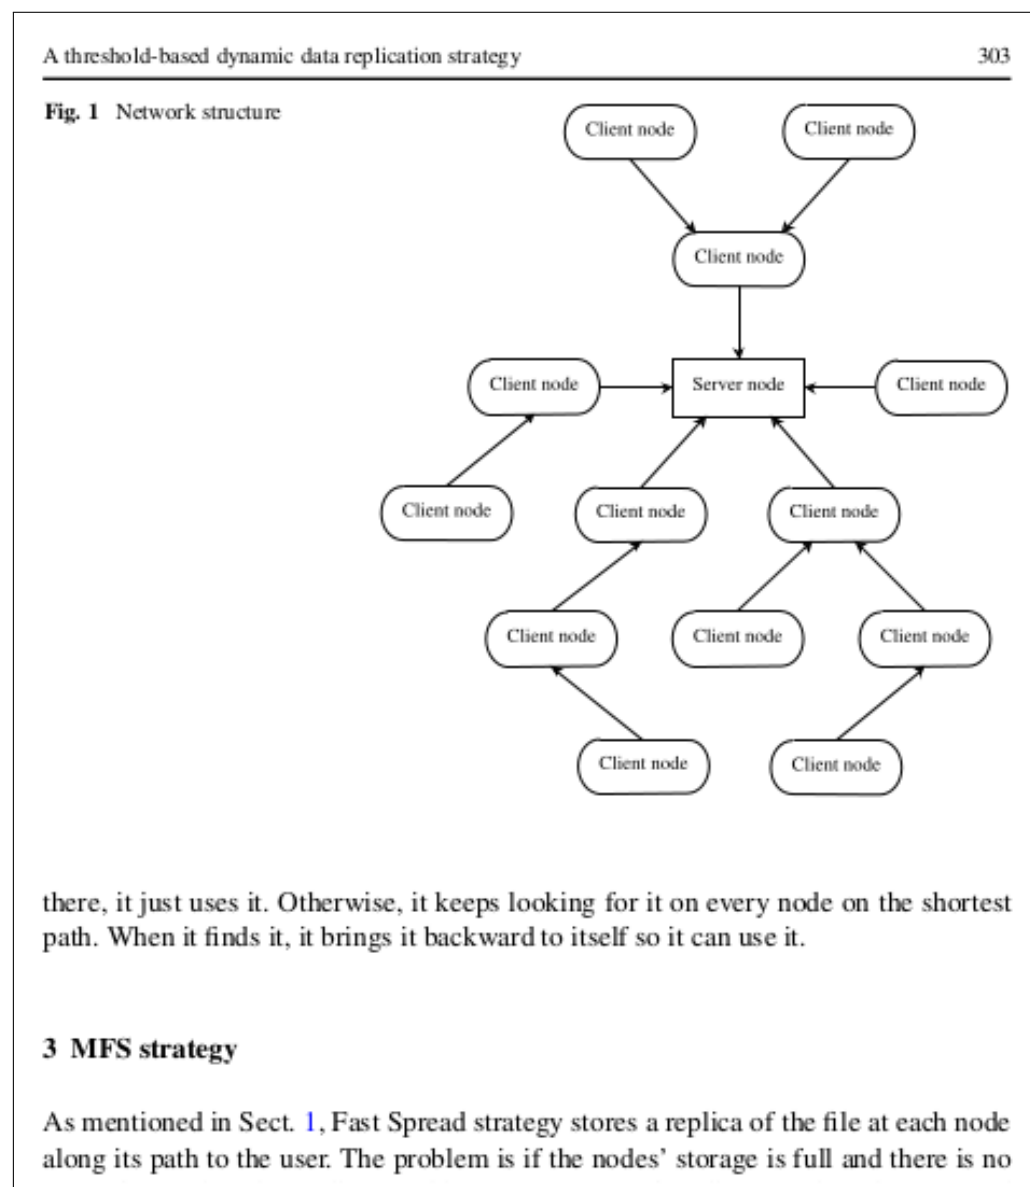 A threshold-based dynamic data replication strategy 303
Fig. 1 Network structure
Client node Client node
Client node
Client node Server node Client node
Client node Client node Client node
Client node Client node Client node
Client node Client node
there, it just uses it. Otherwise, it keeps looking for it on every node on the shortest
path. When it finds it, it brings it backward to itself so it can use it.
3 MFS strategy
As mentioned in Sect. 1, Fast Spread strategy stores a replica of the file at each node
along its path to the user. The problem is if the nodes' storage is full and there is no